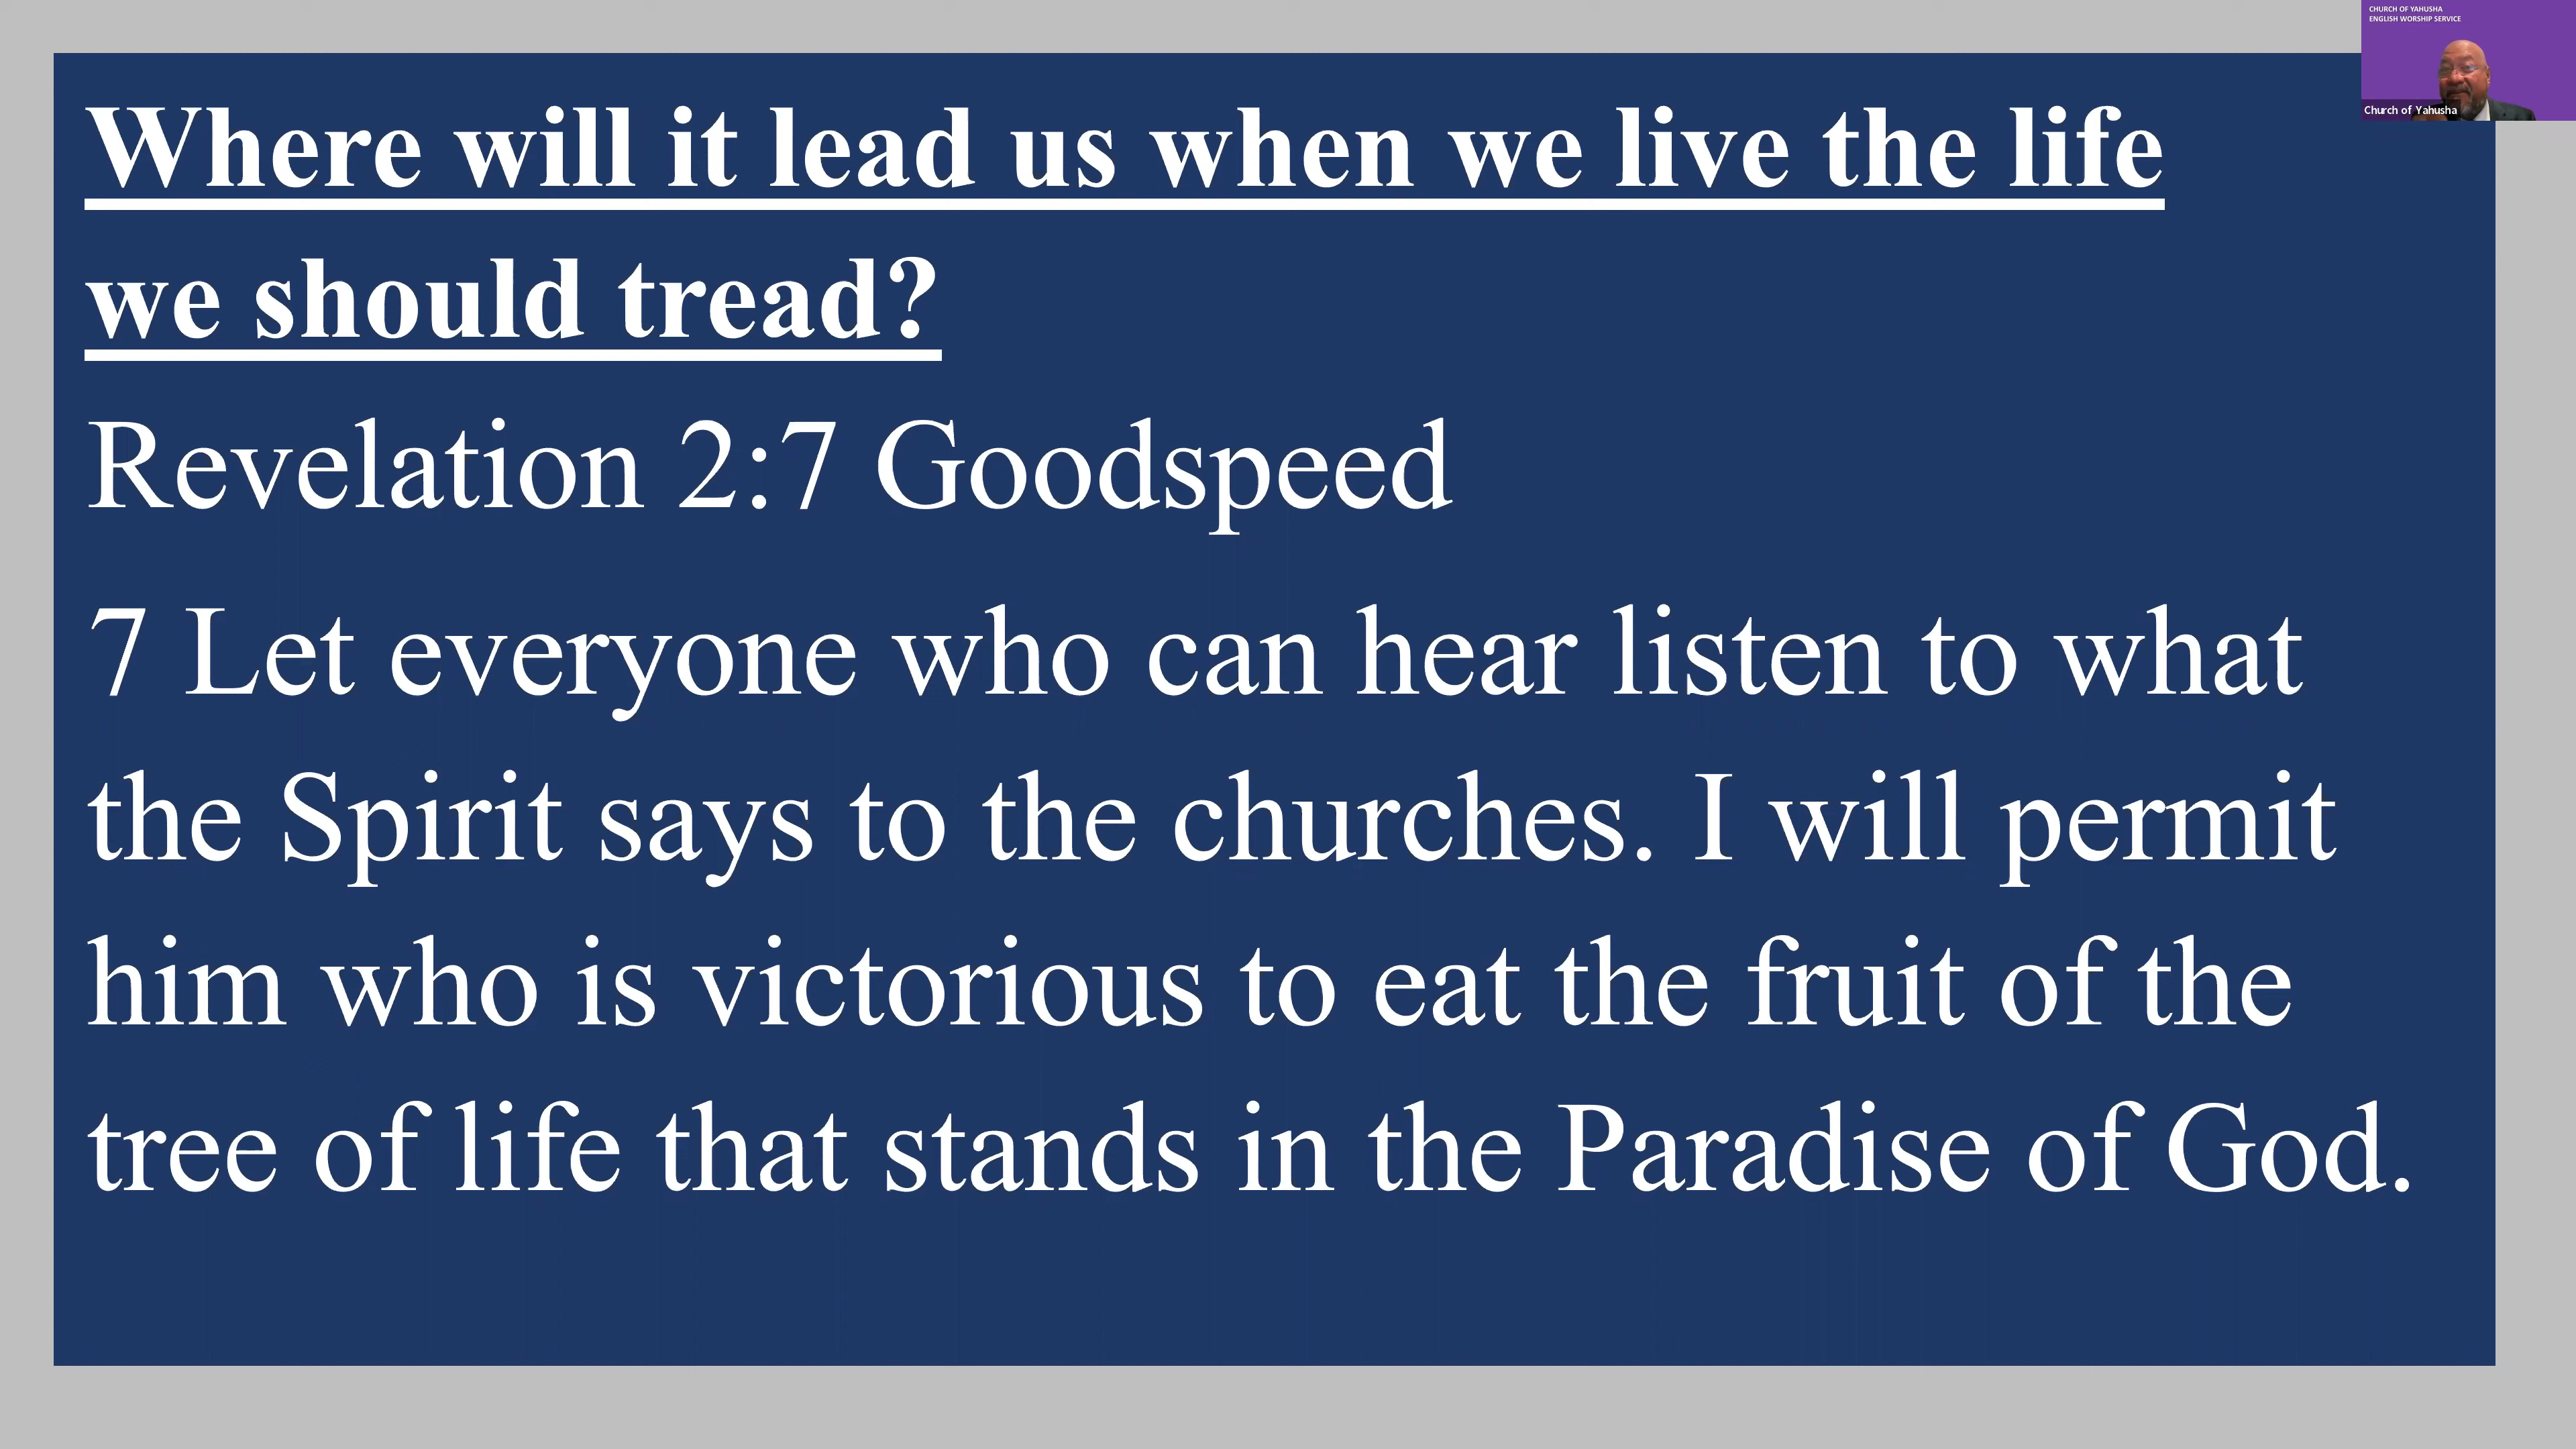 CHURCH OF YAHUSHA
ENGLISH WORSHIP SERVICE
Church of Yahusha
Where will it lead us when we live the life
we should tread?
Revelation 2:7 Goodspeed
7 Let everyone who can hear listen to what
the Spirit says to the churches. I will permit
him who is victorious to eat the fruit of the
tree of life that stands in the Paradise of God.